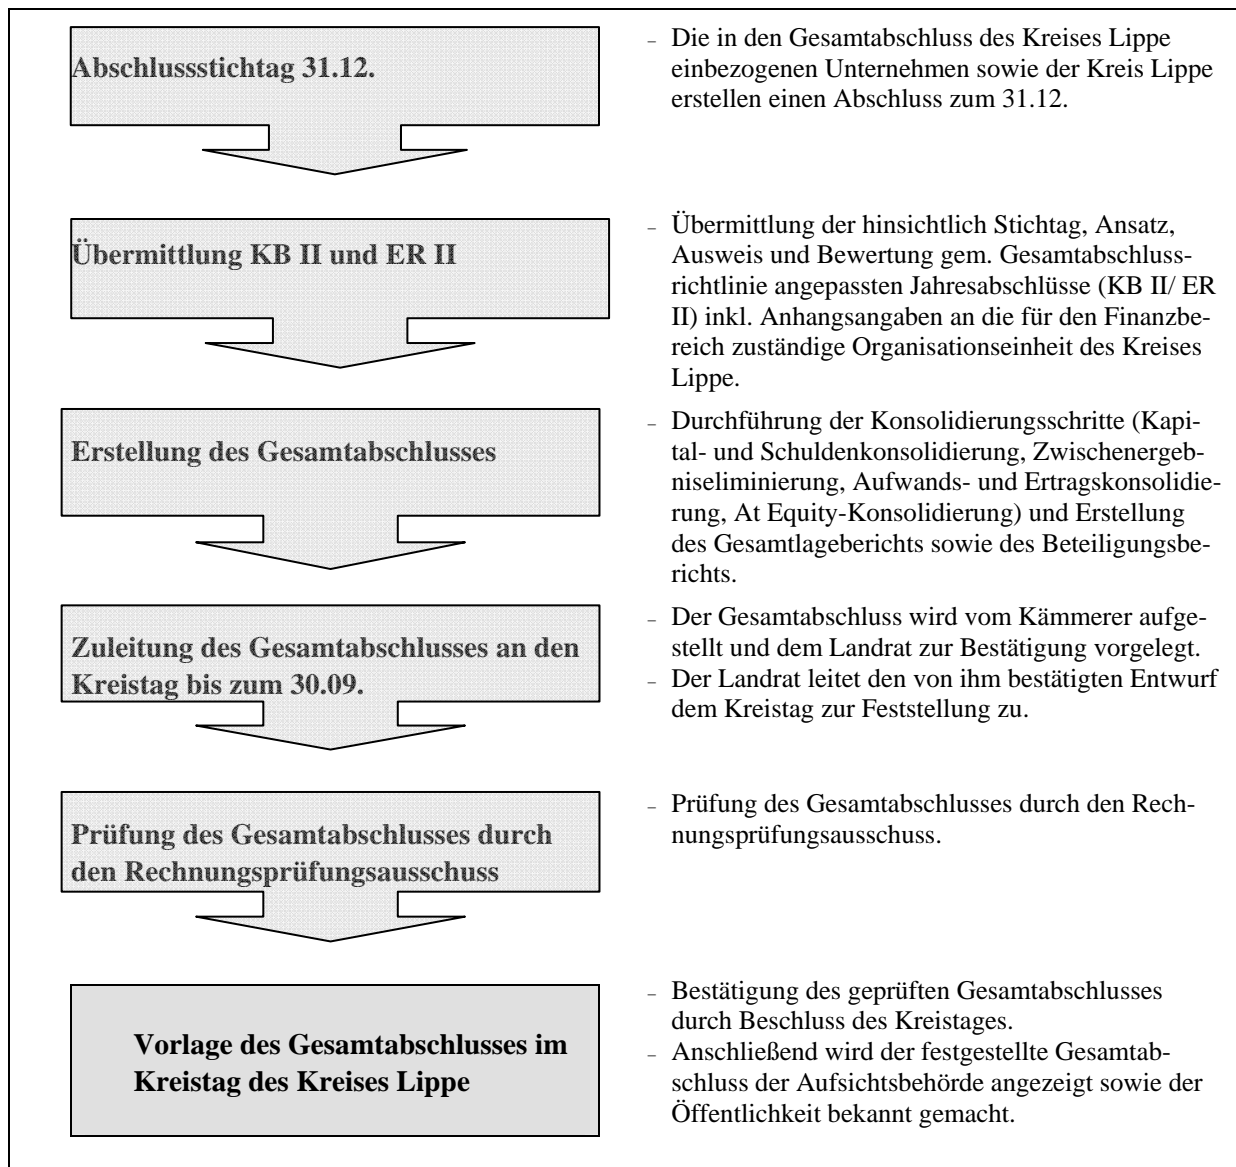 Abschlussstichtag 31.12.
– Die in den Gesamtabschluss des Kreises Lippe
einbezogenen Unternehmen sowie der Kreis Lippe
erstellen einen Abschluss zum 31.12.
Übermittlung KB II und ER II
– Übermittlung der hinsichtlich Stichtag, Ansatz,
Ausweis und Bewertung gem. Gesamtabschluss-
richtlinie angepassten Jahresabschlüsse (KB II/ ER
II) inkl. Anhangsangaben an die für den Finanzbe-
reich zuständige Organisationseinheit des Kreises
Lippe.
Erstellung des Gesamtabschlusses
– Durchführung der Konsolidierungsschritte (Kapi-
tal- und Schuldenkonsolidierung, Zwischenergeb-
niseliminierung, Aufwands- und Ertragskonsolidie-
rung, At Equity-Konsolidierung) und Erstellung
des Gesamtlageberichts sowie des Beteiligungsbe-
richts.
Zuleitung des Gesamtabschlusses an den
Kreistag bis zum 30.09.
– Der Gesamtabschluss wird vom Kämmerer aufge-
stellt und dem Landrat zur Bestätigung vorgelegt.
– Der Landrat leitet den von ihm bestätigten Entwurf
dem Kreistag zur Feststellung zu.
Prüfung des Gesamtabschlusses durch
den Rechnungsprüfungsausschuss
– Prüfung des Gesamtabschlusses durch den Rech-
nungsprüfungsausschuss.
Vorlage des Gesamtabschlusses im
Kreistag des Kreises Lippe
– Bestätigung des geprüften Gesamtabschlusses
durch Beschluss des Kreistages.
– Anschließend wird der festgestellte Gesamtab-
schluss der Aufsichtsbehörde angezeigt sowie der
Öffentlichkeit bekannt gemacht.